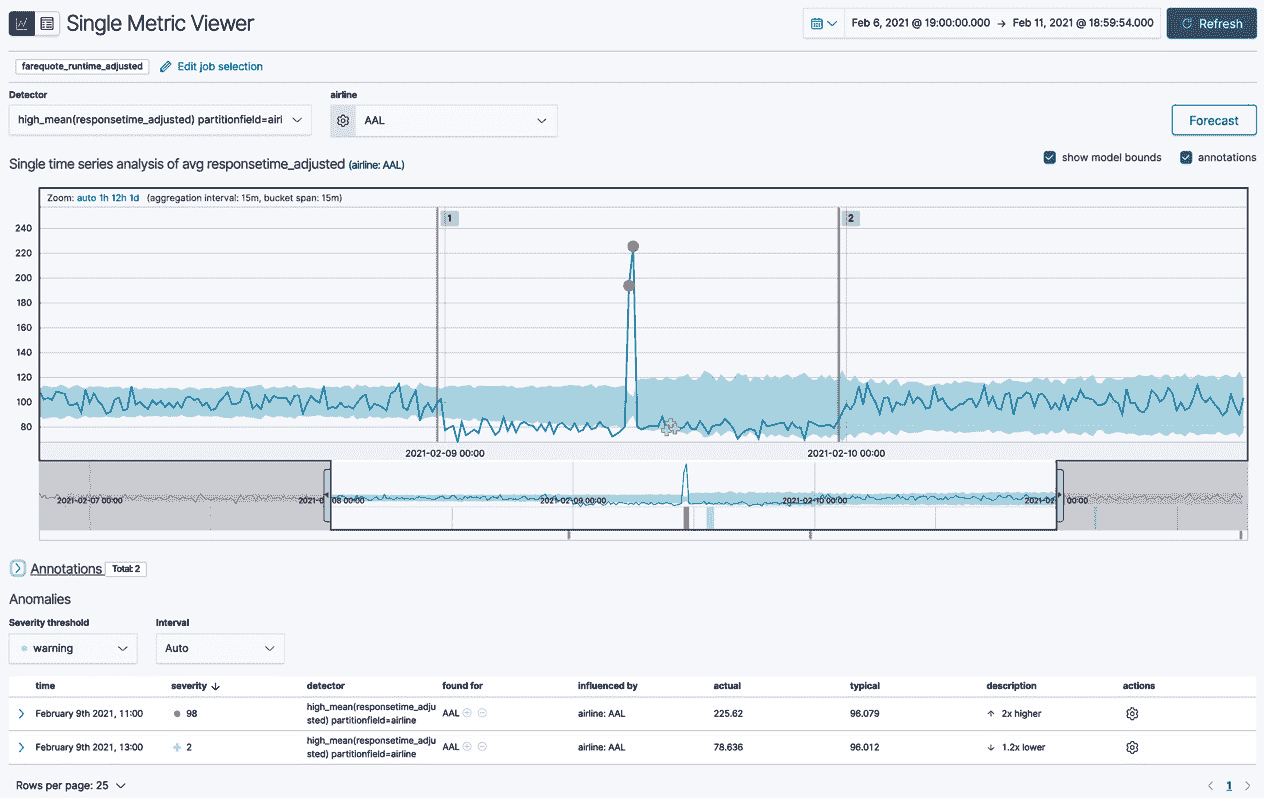 Single Metric Viewer
Feb 6, 2021 @ 19:00:00.000 → Feb 11, 2021 @ 18:59:54.000
Refresh
farequote_runtime_adjusted
Edit job selection
Detector
airline
high_mean(responsetime_adjusted) partitionfield=airl
AAL
Forecast
Single time series analysis of avg responsetime_adjusted (airline: AAL)
show model bounds
annotations
Zoom: auto 1h 12h 1d (aggregation interval: 15m, bucket span: 15m)
1
2
240
220
200
180
160
140
120
100
80
2021-02-09 00:00
2021-02-10 00:00
2021-02-07 00:00
2021-02-08 00:00
2021-02-09 00:00
2021-02-10 00:00
Annotations Total: 2
Anomalies
Severity threshold
Interval
warning
Auto
time severity ↓ detector found for influenced by actual typical description actions
February 9th 2021, 11:00 98 high_mean(responsetime_adju
sted) partitionfield=airline AAL airline: AAL 225.62 96.079 ↑ 2x higher
February 9th 2021, 13:00 2 high_mean(responsetime_adju
sted) partitionfield=airline AAL airline: AAL 78.636 96.012 ↓ 1.2x lower
Rows per page: 25
1